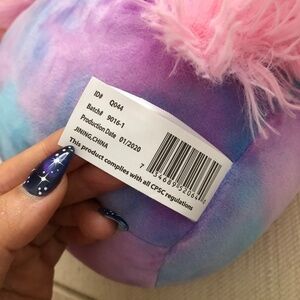 ID# Q044
Batch# 9016-1
Production Date 01/2020
JINING,CHINA
This product complies with all CPSC regulations